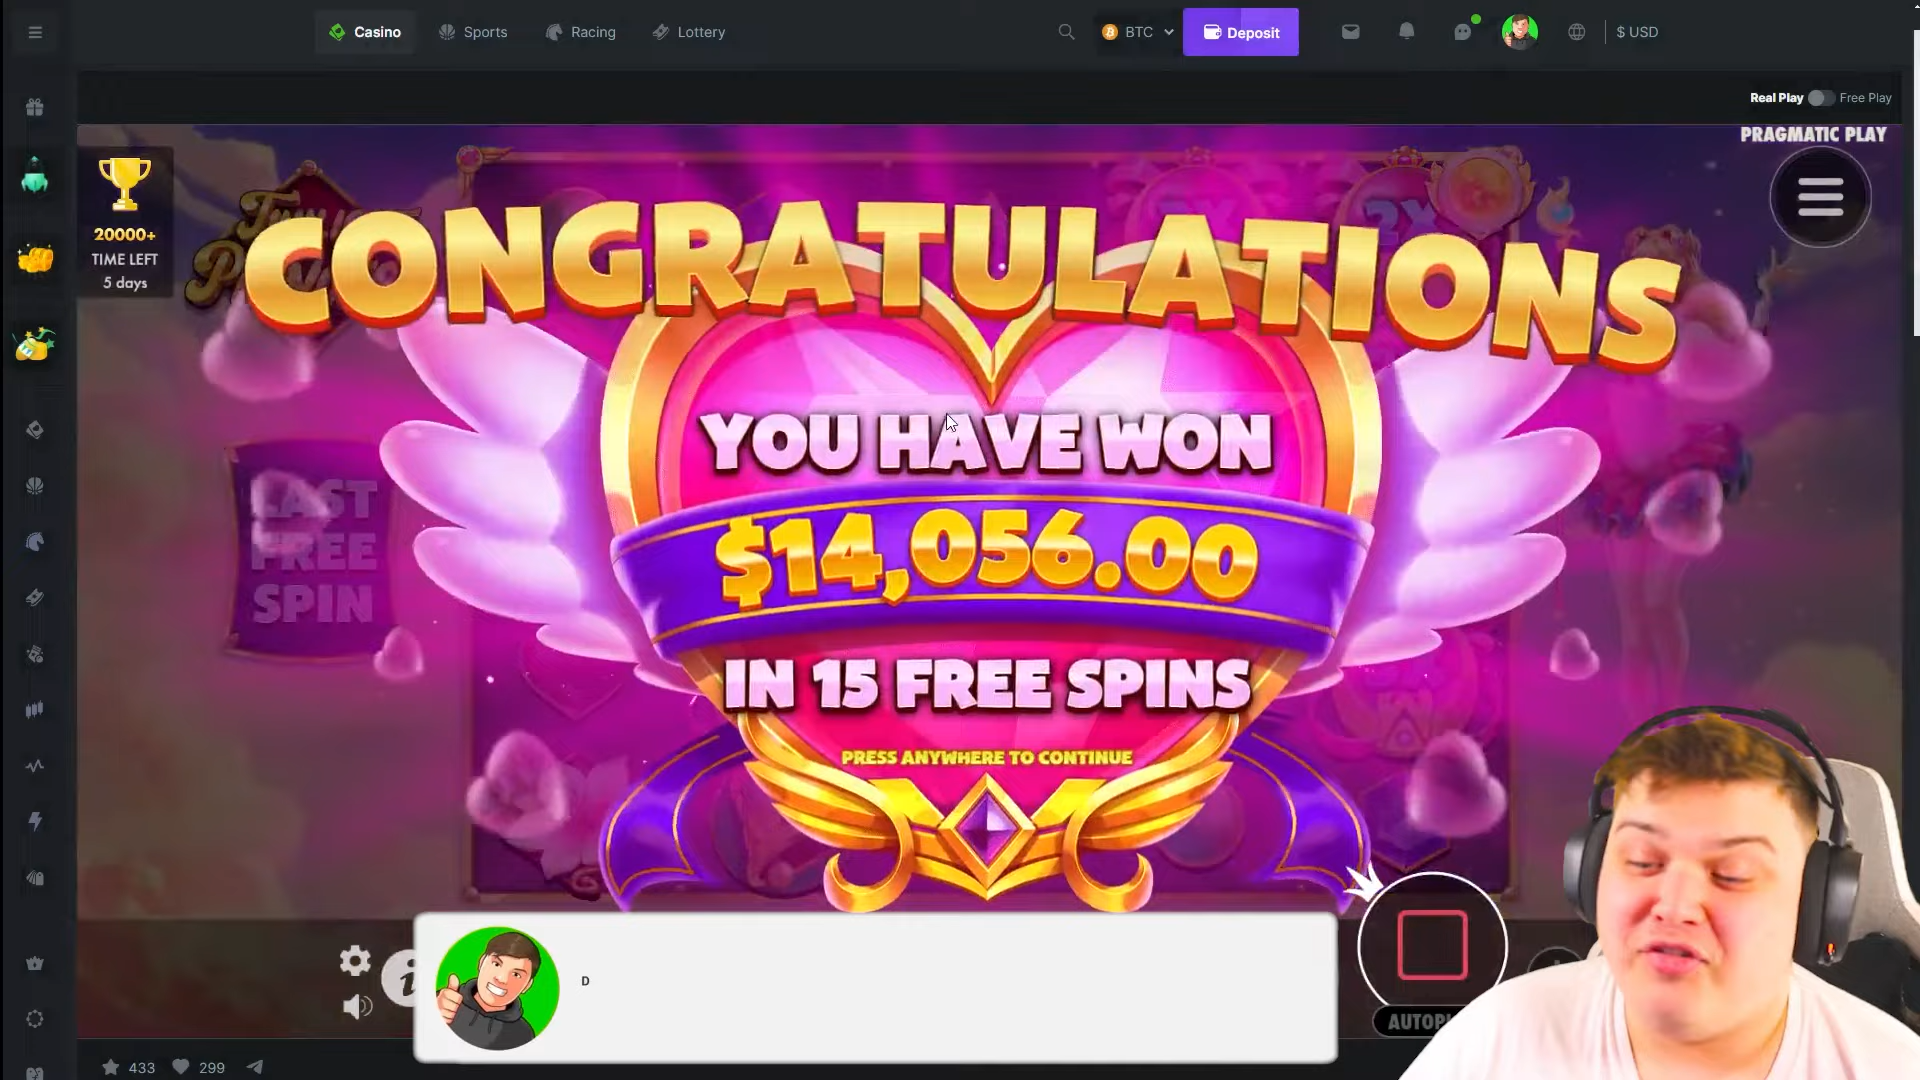 Casino
Sports
Racing
Lottery
BTC
Deposit
$ USD
Real Play
Free Play
PRAGMATIC PLAY
20000+
TIME LEFT
5 days
2X
CONGRATULATIONS
YOU HAVE WON
$14,056.00
IN 15 FREE SPINS
PRESS ANYWHERE TO CONTINUE
LAST
FREE
SPIN
D
433
299